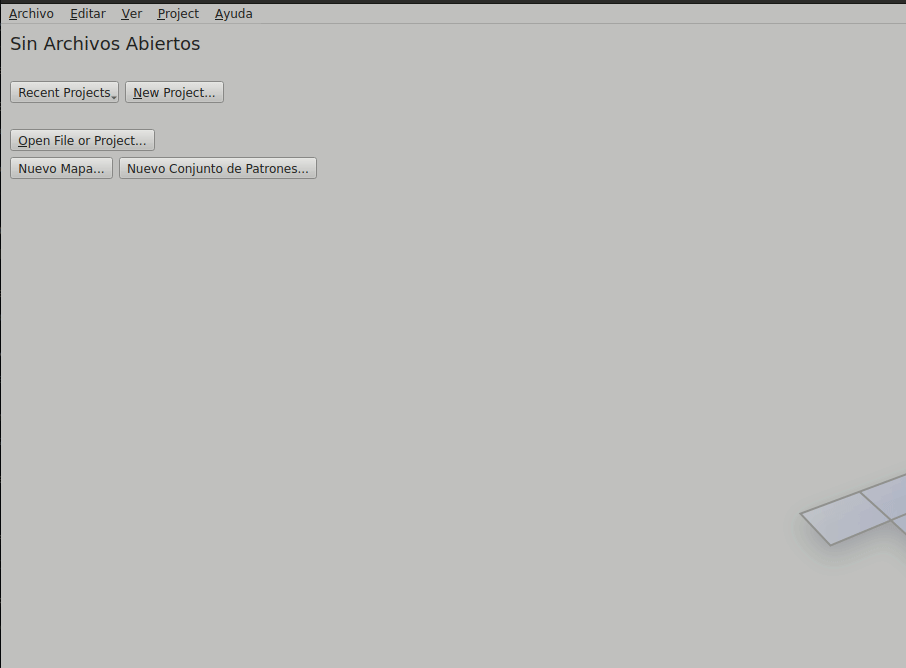 Archivo Editar Ver Project Ayuda
Sin Archivos Abiertos
Recent Projects New Project...
Open File or Project...
Nuevo Mapa... Nuevo Conjunto de Patrones...